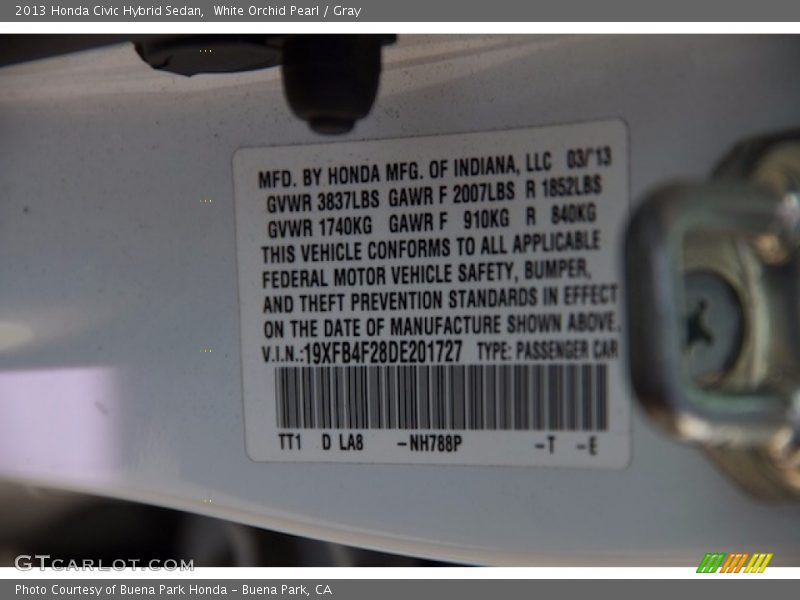 2013 Honda Civic Hybrid Sedan,  White Orchid Pearl / Gray
MFD. BY HONDA MFG. OF INDIANA, LLC 03/'13
GVWR 3837LBS GAWR F 2007LBS R 1852LBS
GVWR 1740KG GAWR F 910KG R 840KG
THIS VEHICLE CONFORMS TO ALL APPLICABLE
FEDERAL MOTOR VEHICLE SAFETY, BUMPER,
AND THEFT PREVENTION STANDARDS IN EFFECT
ON THE DATE OF MANUFACTURE SHOWN ABOVE.
V.I.N.:19XFB4F28DE201727 TYPE: PASSENGER CAR
TT1 D LA8 -NH788P -T -E
GTCARLOT.COM
Photo Courtesy of Buena Park Honda - Buena Park, CA